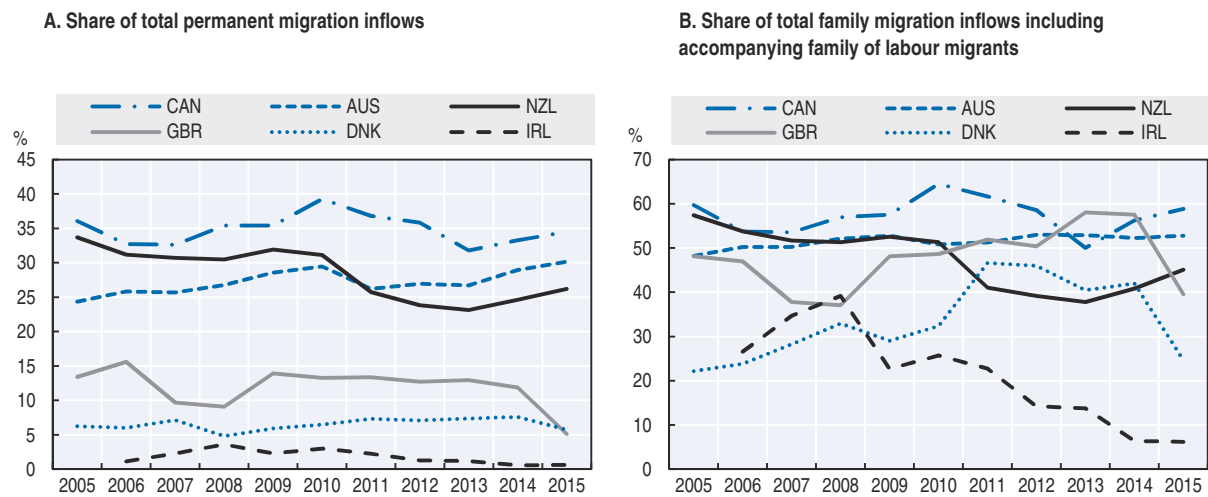 A. Share of total permanent migration inflows
CAN AUS NZL
GBR DNK IRL
%
45
40
35
30
25
20
15
10
5
0
2005 2006 2007 2008 2009 2010 2011 2012 2013 2014 2015
B. Share of total family migration inflows including
accompanying family of labour migrants
CAN AUS NZL
GBR DNK IRL
%
70
60
50
40
30
20
10
0
2005 2006 2007 2008 2009 2010 2011 2012 2013 2014 2015